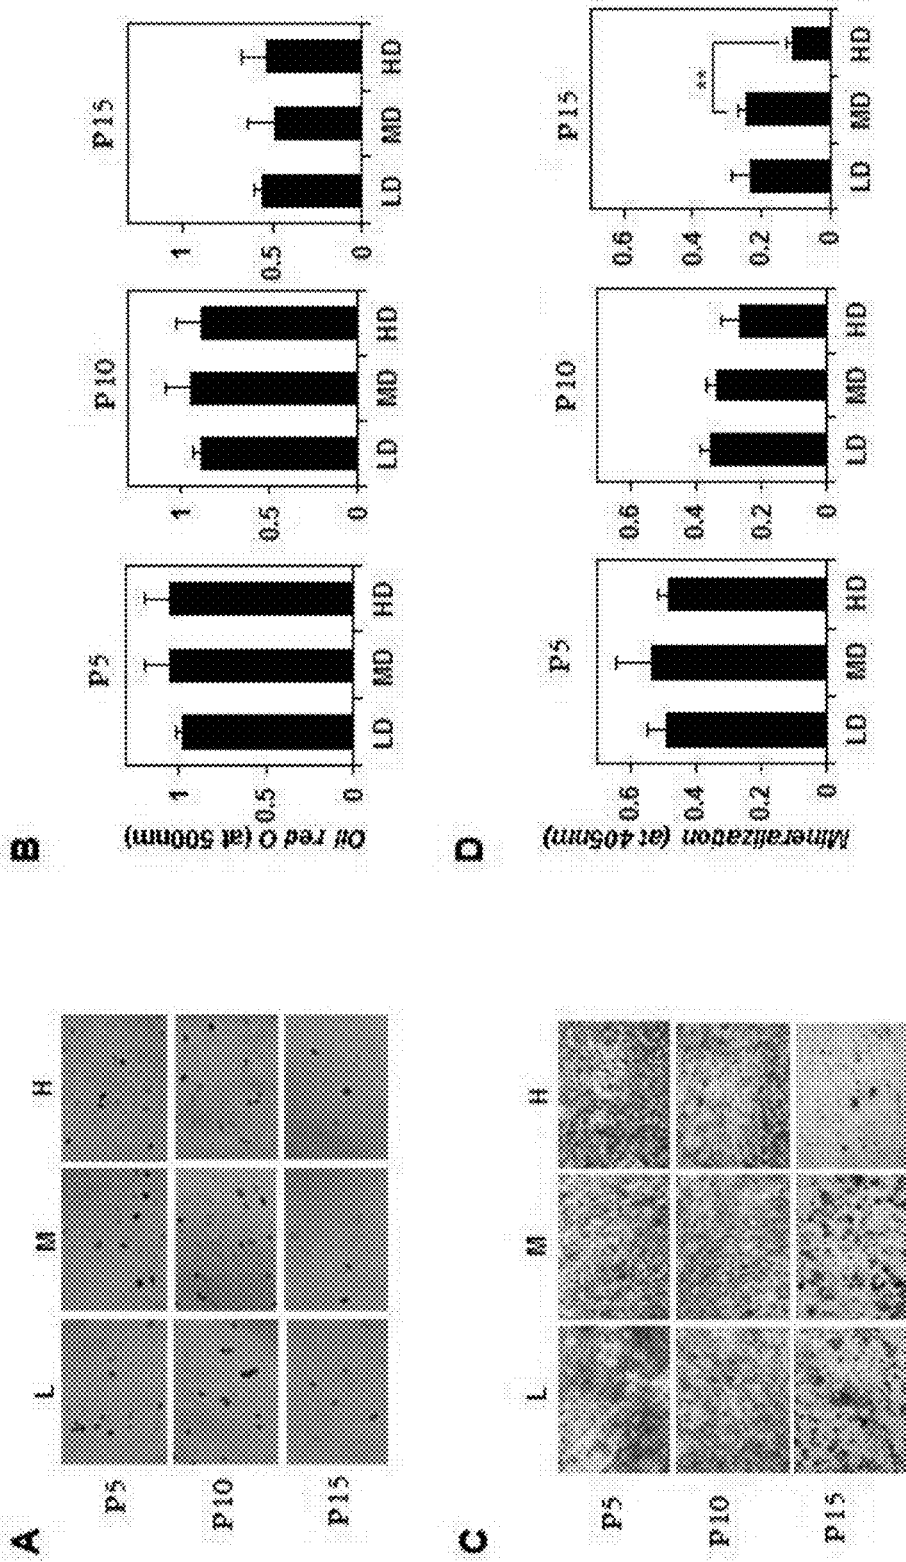 A
L M H
P5
P10
P15
B
Oil red O (at 500nm)
P5
1
0.5
0
LD MD HD
P10
1
0.5
0
LD MD HD
P15
1
0.5
0
LD MD HD
C
L M H
P5
P10
P15
D
Mineralization (at 405nm)
P5
0.6
0.4
0.2
0
LD MD HD
P10
0.6
0.4
0.2
0
LD MD HD
P15
0.6
0.4
0.2
0
**
LD MD HD